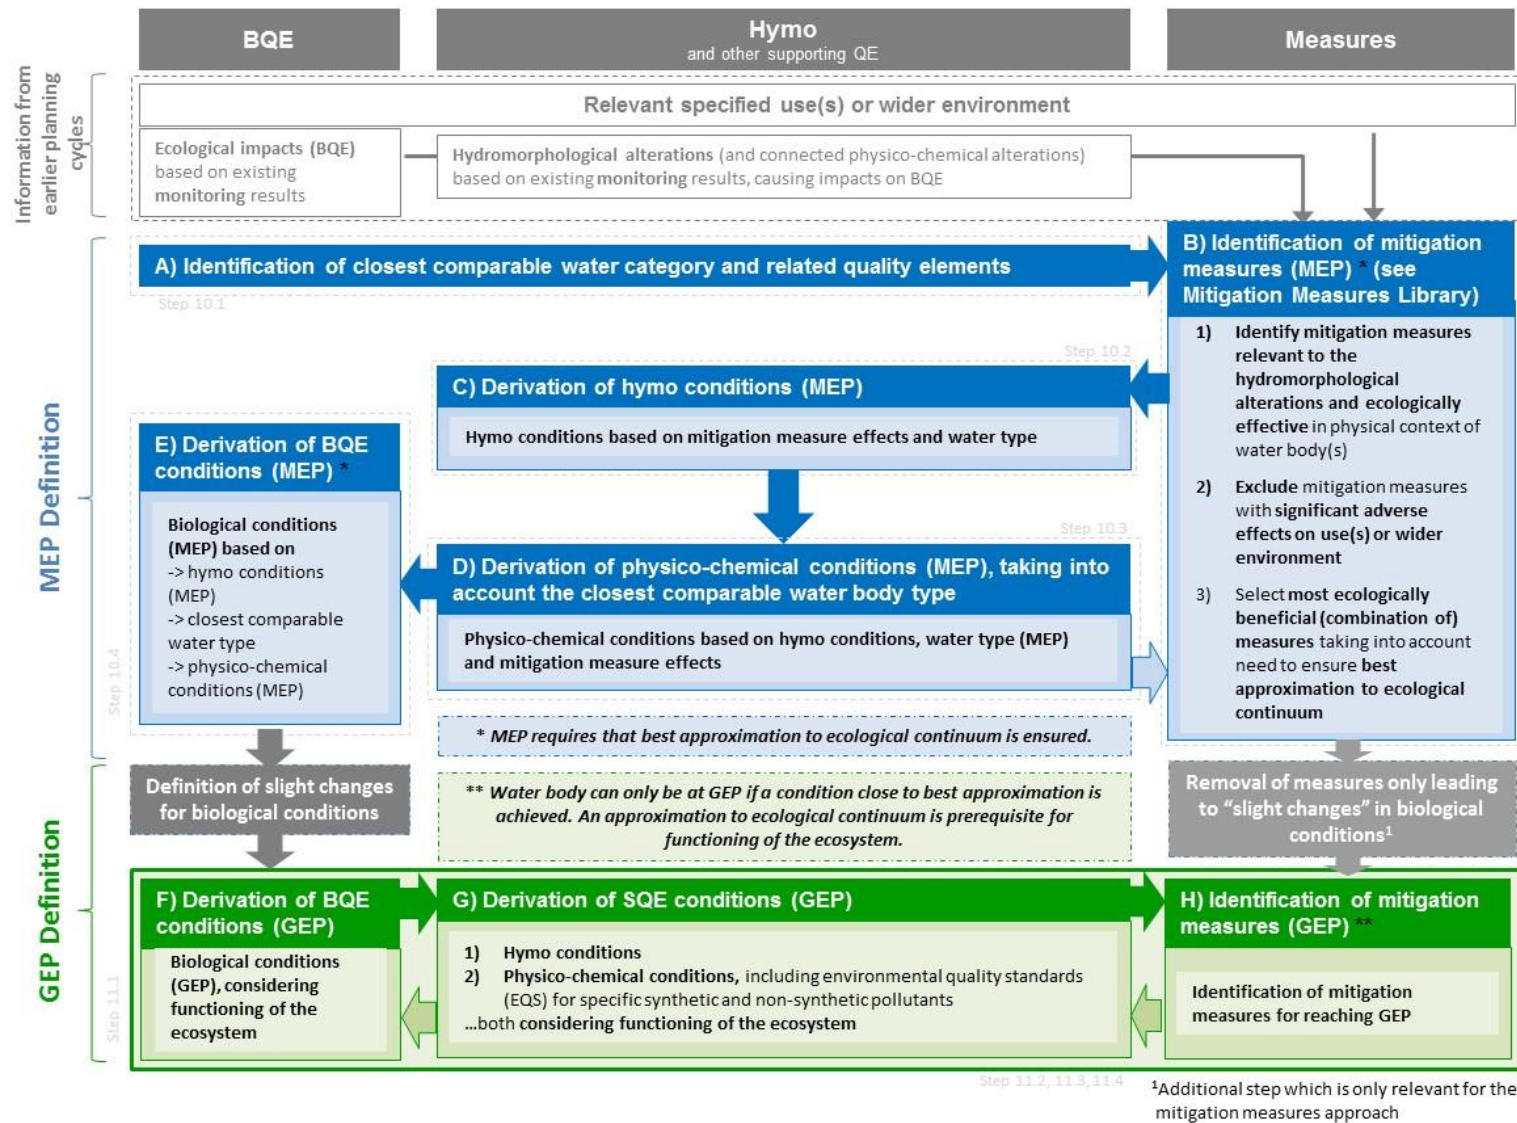 BQE
Hymo
and other supporting QE
Measures
Information from
earlier planning
cycles
Relevant specified use(s) or wider environment
Ecological impacts (BQE)
based on existing
monitoring results
Hydromorphological alterations (and connected physico-chemical alterations)
based on existing monitoring results, causing impacts on BQE
MEP Definition
A) Identification of closest comparable water category and related quality elements
Step 10.1
B) Identification of mitigation
measures (MEP) * (see
Mitigation Measures Library)
1) Identify mitigation measures
relevant to the
hydromorphological
alterations and ecologically
effective in physical context of
water body(s)
2) Exclude mitigation measures
with significant adverse
effects on use(s) or wider
environment
3) Select most ecologically
beneficial (combination of)
measures taking into account
need to ensure best
approximation to ecological
continuum
Step 10.2
C) Derivation of hymo conditions (MEP)
Hymo conditions based on mitigation measure effects and water type
Step 10.3
D) Derivation of physico-chemical conditions (MEP), taking into
account the closest comparable water body type
Physico-chemical conditions based on hymo conditions, water type (MEP)
and mitigation measure effects
E) Derivation of BQE
conditions (MEP) *
Biological conditions
(MEP) based on
-> hymo conditions
(MEP)
-> closest comparable
water type
-> physico-chemical
conditions (MEP)
Step 10.4
* MEP requires that best approximation to ecological continuum is ensured.
GEP Definition
Definition of slight changes
for biological conditions
** Water body can only be at GEP if a condition close to best approximation is
achieved. An approximation to ecological continuum is prerequisite for
functioning of the ecosystem.
Removal of measures only leading
to “slight changes” in biological
conditions¹
F) Derivation of BQE
conditions (GEP)
Biological conditions
(GEP), considering
functioning of the
ecosystem
Step 11.1
G) Derivation of SQE conditions (GEP)
1) Hymo conditions
2) Physico-chemical conditions, including environmental quality standards
(EQS) for specific synthetic and non-synthetic pollutants
...both considering functioning of the ecosystem
Step 11.2, 11.3, 11.4
H) Identification of mitigation
measures (GEP) **
Identification of mitigation
measures for reaching GEP
¹Additional step which is only relevant for the
mitigation measures approach